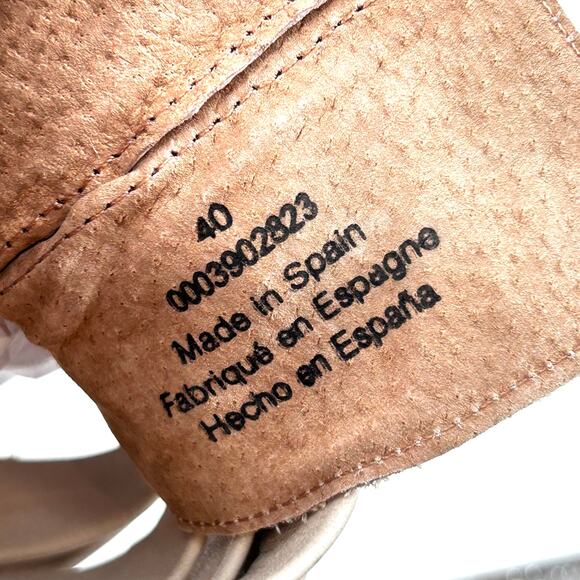 40
0003902823
Made in Spain
Fabriqué en Espagne
Hecho en España